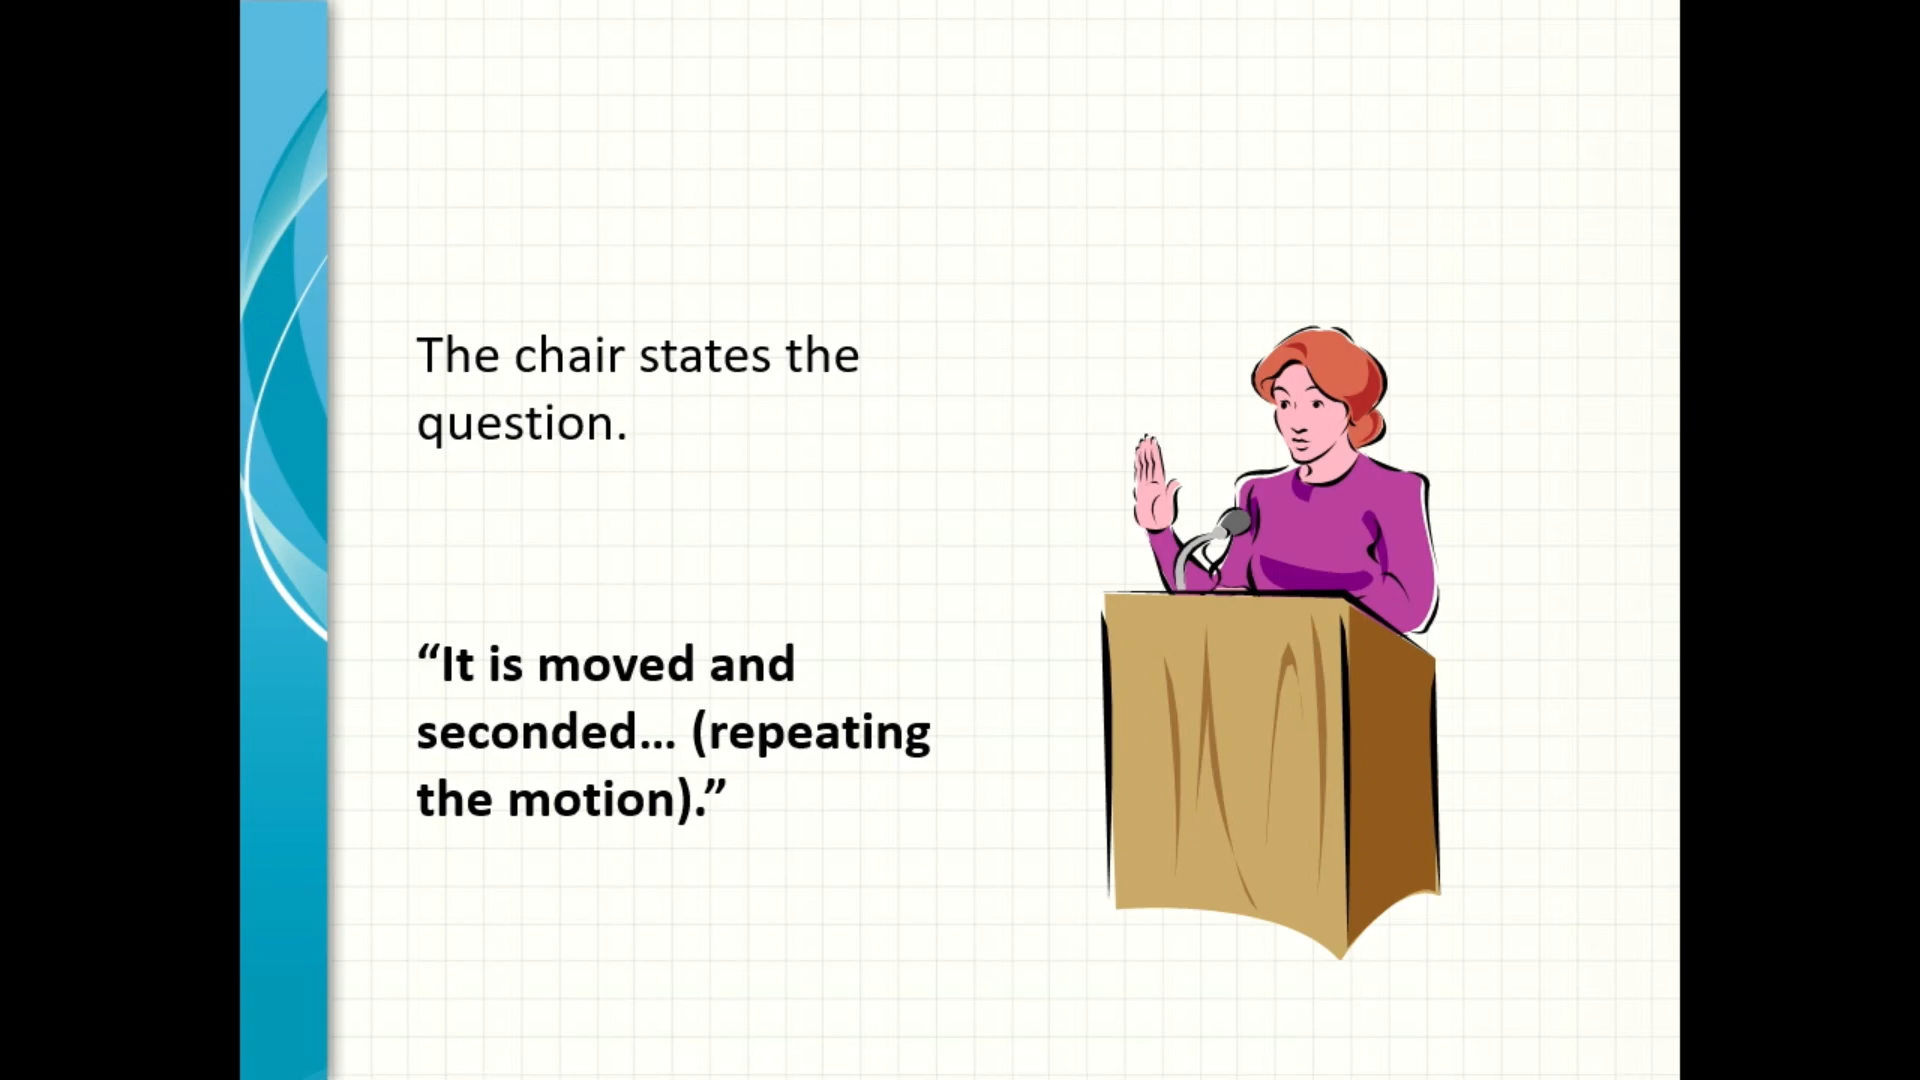 The chair states the
question.
“It is moved and
seconded... (repeating
the motion).”